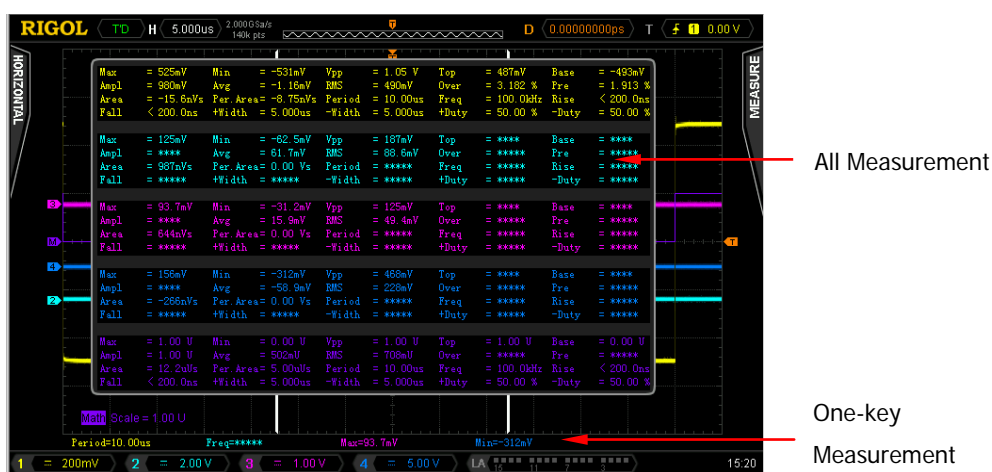 RIGOL T'D H 5.000us 2.000GSa/s 140k pts D 0.00000000ps T 1 0.00 V
HORIZONTAL
MEASURE
Max = 525mV Min = -531mV Vpp = 1.05 V Top = 487mV Base = -493mV
Ampl = 980mV Avg = -1.16mV RMS = 490mV Over = 3.182 % Pre = 1.913 %
Area = -15.6nVs Per.Area= -8.75nVs Period = 10.00us Freq = 100.0kHz Rise < 200.0ns
Fall < 200.0ns +Width = 5.000us -Width = 5.000us +Duty = 50.00 % -Duty = 50.00 %
Max = 125mV Min = -62.5mV Vpp = 187mV Top = **** Base = ****
Ampl = **** Avg = 61.7mV RMS = 88.6mV Over = **** Pre = ****
Area = 987nVs Per.Area= 0.00 Vs Period = ***** Freq = ***** Rise = *****
Fall = ***** +Width = ***** -Width = ***** +Duty = ***** -Duty = *****
All Measurement
3
Max = 93.7mV Min = -31.2mV Vpp = 125mV Top = **** Base = ****
Ampl = **** Avg = 15.9mV RMS = 49.4mV Over = **** Pre = ****
Area = 644nVs Per.Area= 0.00 Vs Period = ***** Freq = ***** Rise = *****
Fall = ***** +Width = ***** -Width = ***** +Duty = ***** -Duty = *****
M
T
4
Max = 156mV Min = -312mV Vpp = 468mV Top = **** Base = ****
Ampl = **** Avg = -58.9mV RMS = 228mV Over = **** Pre = ****
Area = -266nVs Per.Area= 0.00 Vs Period = ***** Freq = ***** Rise = *****
Fall = ***** +Width = ***** -Width = ***** +Duty = ***** -Duty = *****
2
Max = 1.00 U Min = 0.00 U Vpp = 1.00 U Top = 1.00 U Base = 0.00 U
Ampl = 1.00 U Avg = 502mU RMS = 708mU Over = ***** Pre = *****
Area = 12.2uVs Per.Area= 5.00uUs Period = 10.00us Freq = 100.0kHz Rise < 200.0ns
Fall < 200.0ns +Width = 5.000us -Width = 5.000us +Duty = 50.00 % -Duty = 50.00 %
Math Scale = 1.00 U
Period=10.00us Freq=***** Max=93.7mV Min=-312mV
One-key
Measurement
1 = 200mV 2 = 2.00 V 3 = 1.00 V 4 = 5.00 V LA 15 11 7 3 15:20